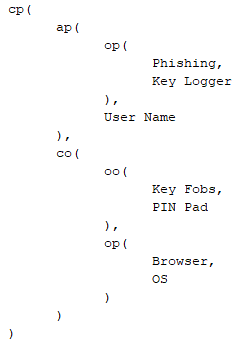 cp(
ap(
op(
Phishing,
Key Logger
),
User Name
),
co(
oo(
Key Fobs,
PIN Pad
),
op(
Browser,
OS
)
)
)